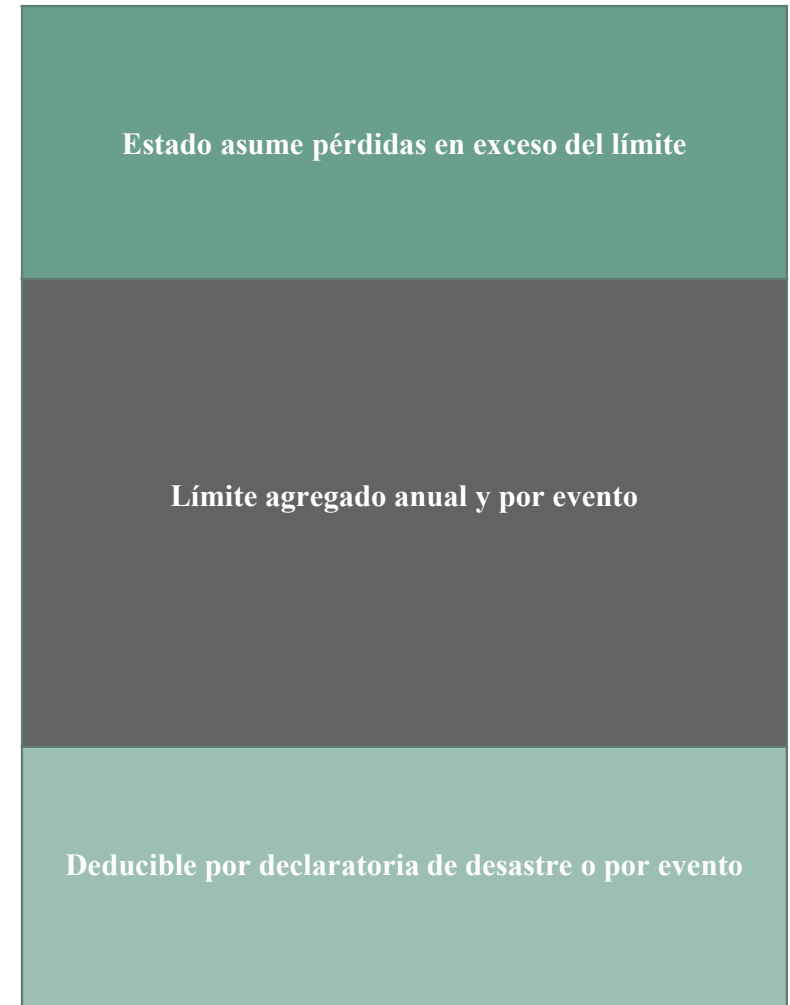 Estado asume pérdidas en exceso del límite
Límite agregado anual y por evento
Deducible por declaratoria de desastre o por evento